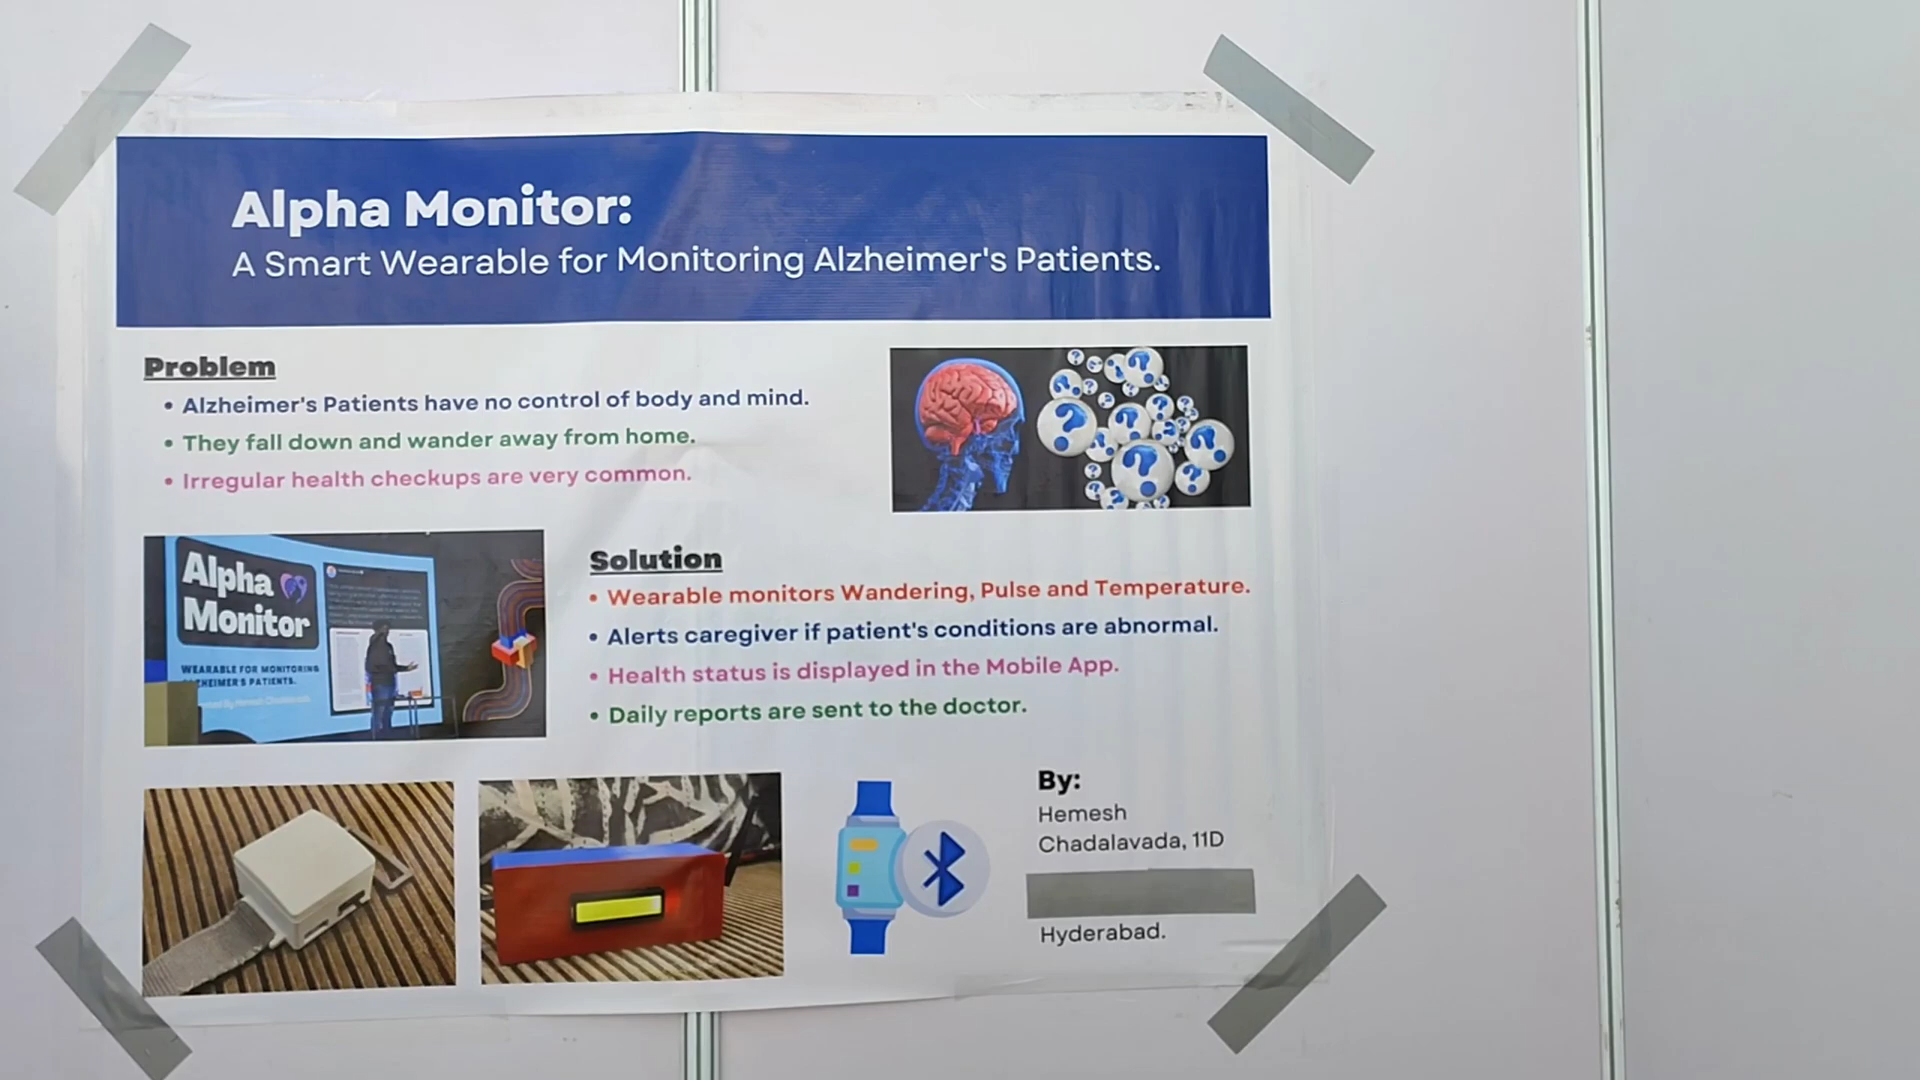 Alpha Monitor:
A Smart Wearable for Monitoring Alzheimer's Patients.
Problem
• Alzheimer's Patients have no control of body and mind.
• They fall down and wander away from home.
• Irregular health checkups are very common.
Alpha
Monitor
WEARABLE FOR MONITORING
ALZHEIMER'S PATIENTS.
Solution
• Wearable monitors Wandering, Pulse and Temperature.
• Alerts caregiver if patient's conditions are abnormal.
• Health status is displayed in the Mobile App.
• Daily reports are sent to the doctor.
By:
Hemesh
Chadalavada, 11D
Hyderabad.